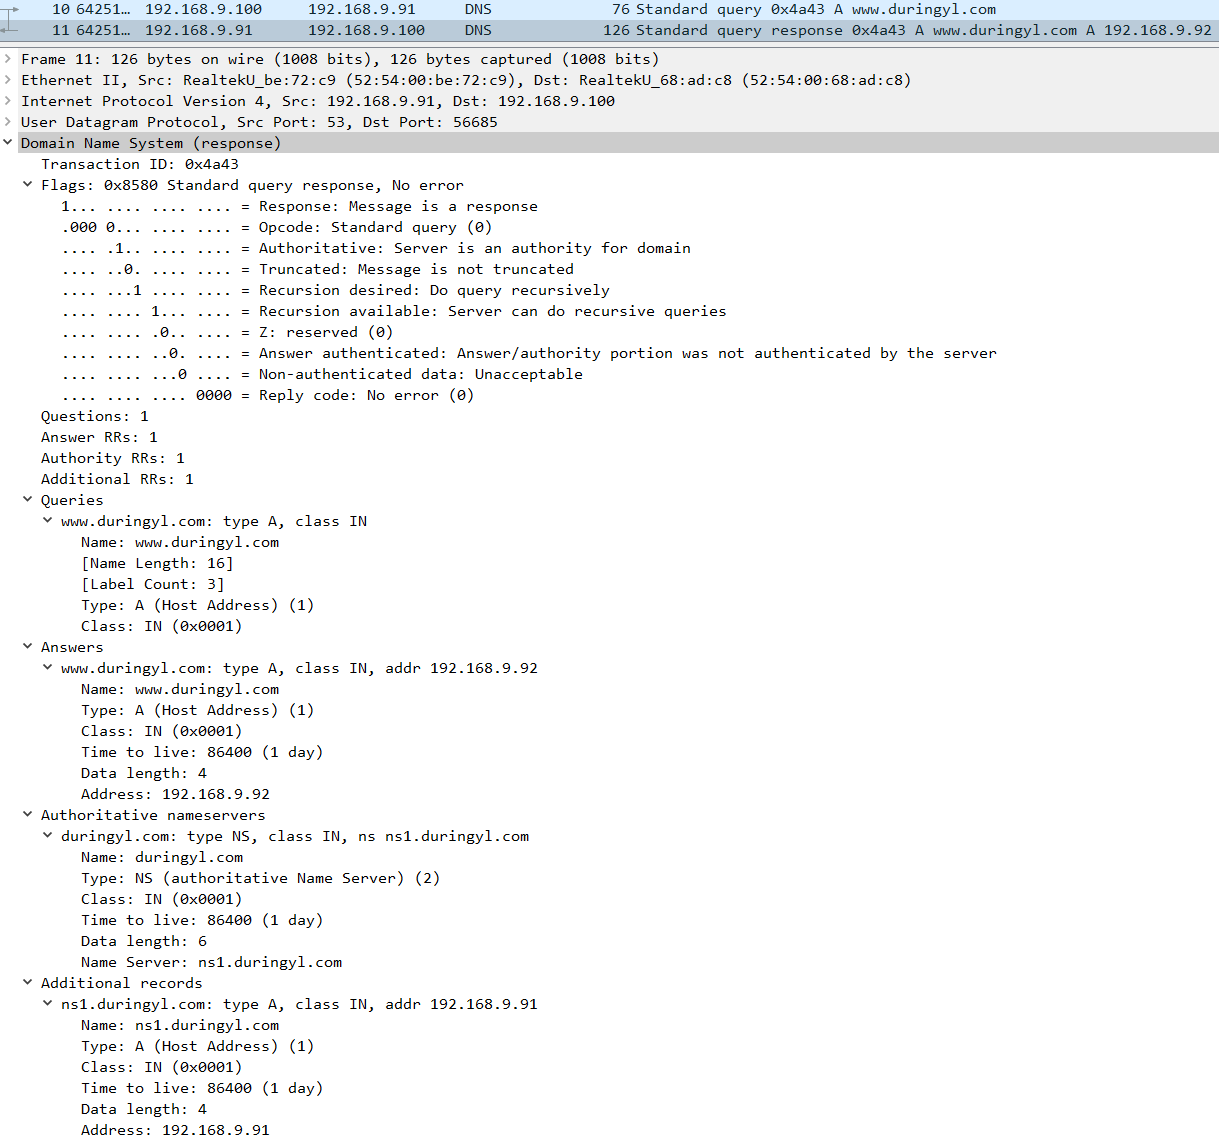 10 64251… 192.168.9.100 192.168.9.91 DNS 76 Standard query 0x4a43 A www.duringyl.com
11 64251… 192.168.9.91 192.168.9.100 DNS 126 Standard query response 0x4a43 A www.duringyl.com A 192.168.9.92
Frame 11: 126 bytes on wire (1008 bits), 126 bytes captured (1008 bits)
Ethernet II, Src: RealtekU_be:72:c9 (52:54:00:be:72:c9), Dst: RealtekU_68:ad:c8 (52:54:00:68:ad:c8)
Internet Protocol Version 4, Src: 192.168.9.91, Dst: 192.168.9.100
User Datagram Protocol, Src Port: 53, Dst Port: 56685
Domain Name System (response)
Transaction ID: 0x4a43
Flags: 0x8580 Standard query response, No error
1... .... .... .... = Response: Message is a response
.000 0... .... .... = Opcode: Standard query (0)
.... .1.. .... .... = Authoritative: Server is an authority for domain
.... ..0. .... .... = Truncated: Message is not truncated
.... ...1 .... .... = Recursion desired: Do query recursively
.... .... 1... .... = Recursion available: Server can do recursive queries
.... .... .0.. .... = Z: reserved (0)
.... .... ..0. .... = Answer authenticated: Answer/authority portion was not authenticated by the server
.... .... ...0 .... = Non-authenticated data: Unacceptable
.... .... .... 0000 = Reply code: No error (0)
Questions: 1
Answer RRs: 1
Authority RRs: 1
Additional RRs: 1
Queries
www.duringyl.com: type A, class IN
Name: www.duringyl.com
[Name Length: 16]
[Label Count: 3]
Type: A (Host Address) (1)
Class: IN (0x0001)
Answers
www.duringyl.com: type A, class IN, addr 192.168.9.92
Name: www.duringyl.com
Type: A (Host Address) (1)
Class: IN (0x0001)
Time to live: 86400 (1 day)
Data length: 4
Address: 192.168.9.92
Authoritative nameservers
duringyl.com: type NS, class IN, ns ns1.duringyl.com
Name: duringyl.com
Type: NS (authoritative Name Server) (2)
Class: IN (0x0001)
Time to live: 86400 (1 day)
Data length: 6
Name Server: ns1.duringyl.com
Additional records
ns1.duringyl.com: type A, class IN, addr 192.168.9.91
Name: ns1.duringyl.com
Type: A (Host Address) (1)
Class: IN (0x0001)
Time to live: 86400 (1 day)
Data length: 4
Address: 192.168.9.91